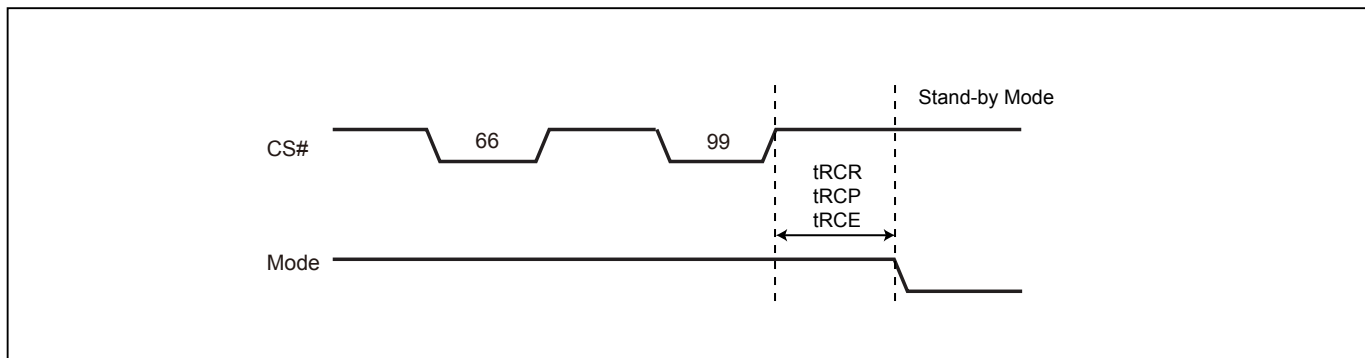 Stand-by Mode
CS#
66
99
tRCR
tRCP
tRCE
Mode